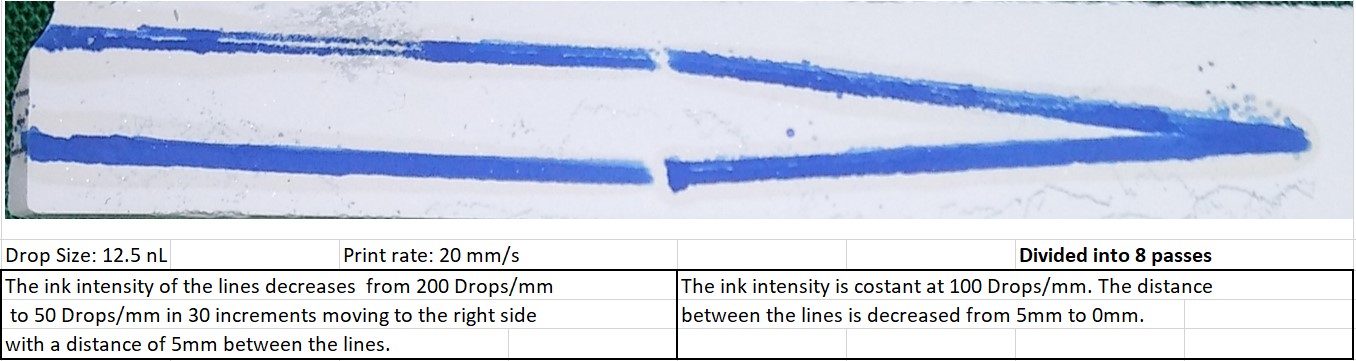 Drop Size: 12.5 nL Print rate: 20 mm/s Divided into 8 passes
The ink intensity of the lines decreases from 200 Drops/mm
to 50 Drops/mm in 30 increments moving to the right side
with a distance of 5mm between the lines.
The ink intensity is costant at 100 Drops/mm. The distance
between the lines is decreased from 5mm to 0mm.